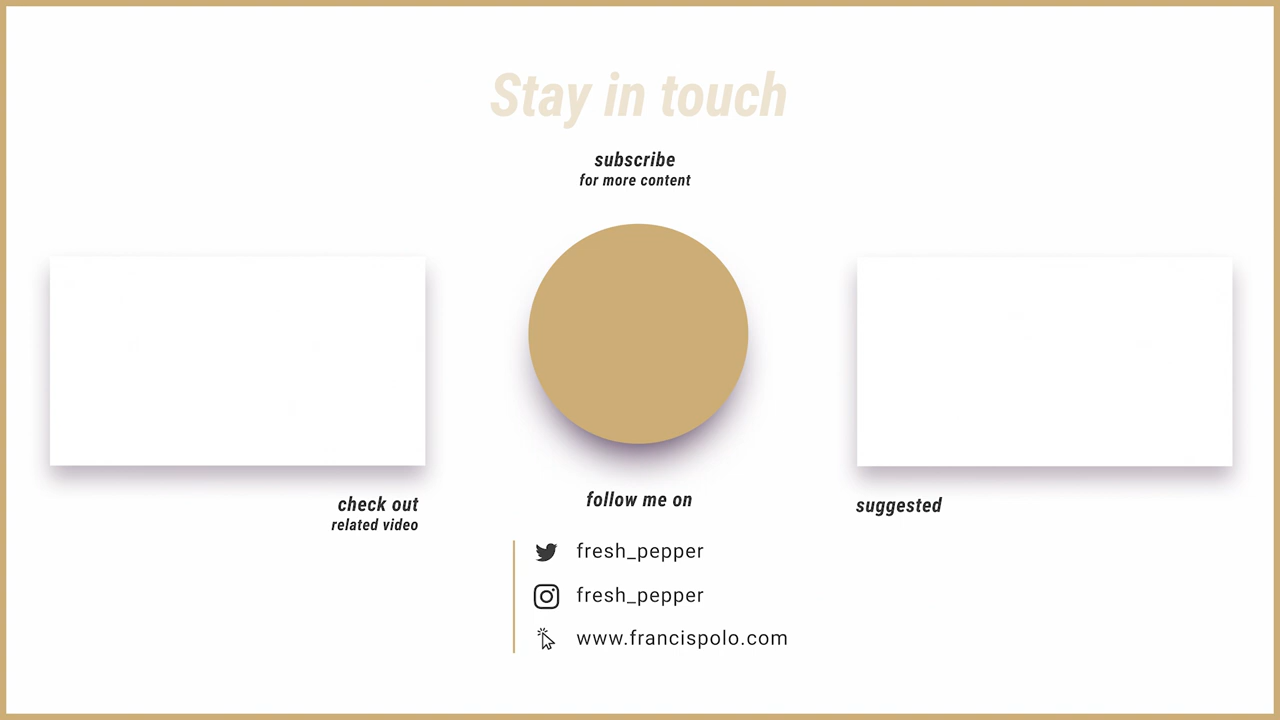 Stay in touch
subscribe
for more content
check out
related video
follow me on
suggested
fresh_pepper
fresh_pepper
www.francispolo.com